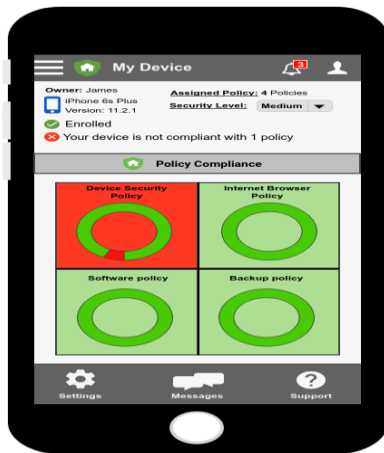 My Device
3
Owner: James
iPhone 6s Plus
Version: 11.2.1
Assigned Policy: 4 Policies
Security Level: Medium
Enrolled
Your device is not compliant with 1 policy
Policy Compliance
Device Security
Policy
Internet Browser
Policy
Software policy
Backup policy
Settings
Messages
?
Support